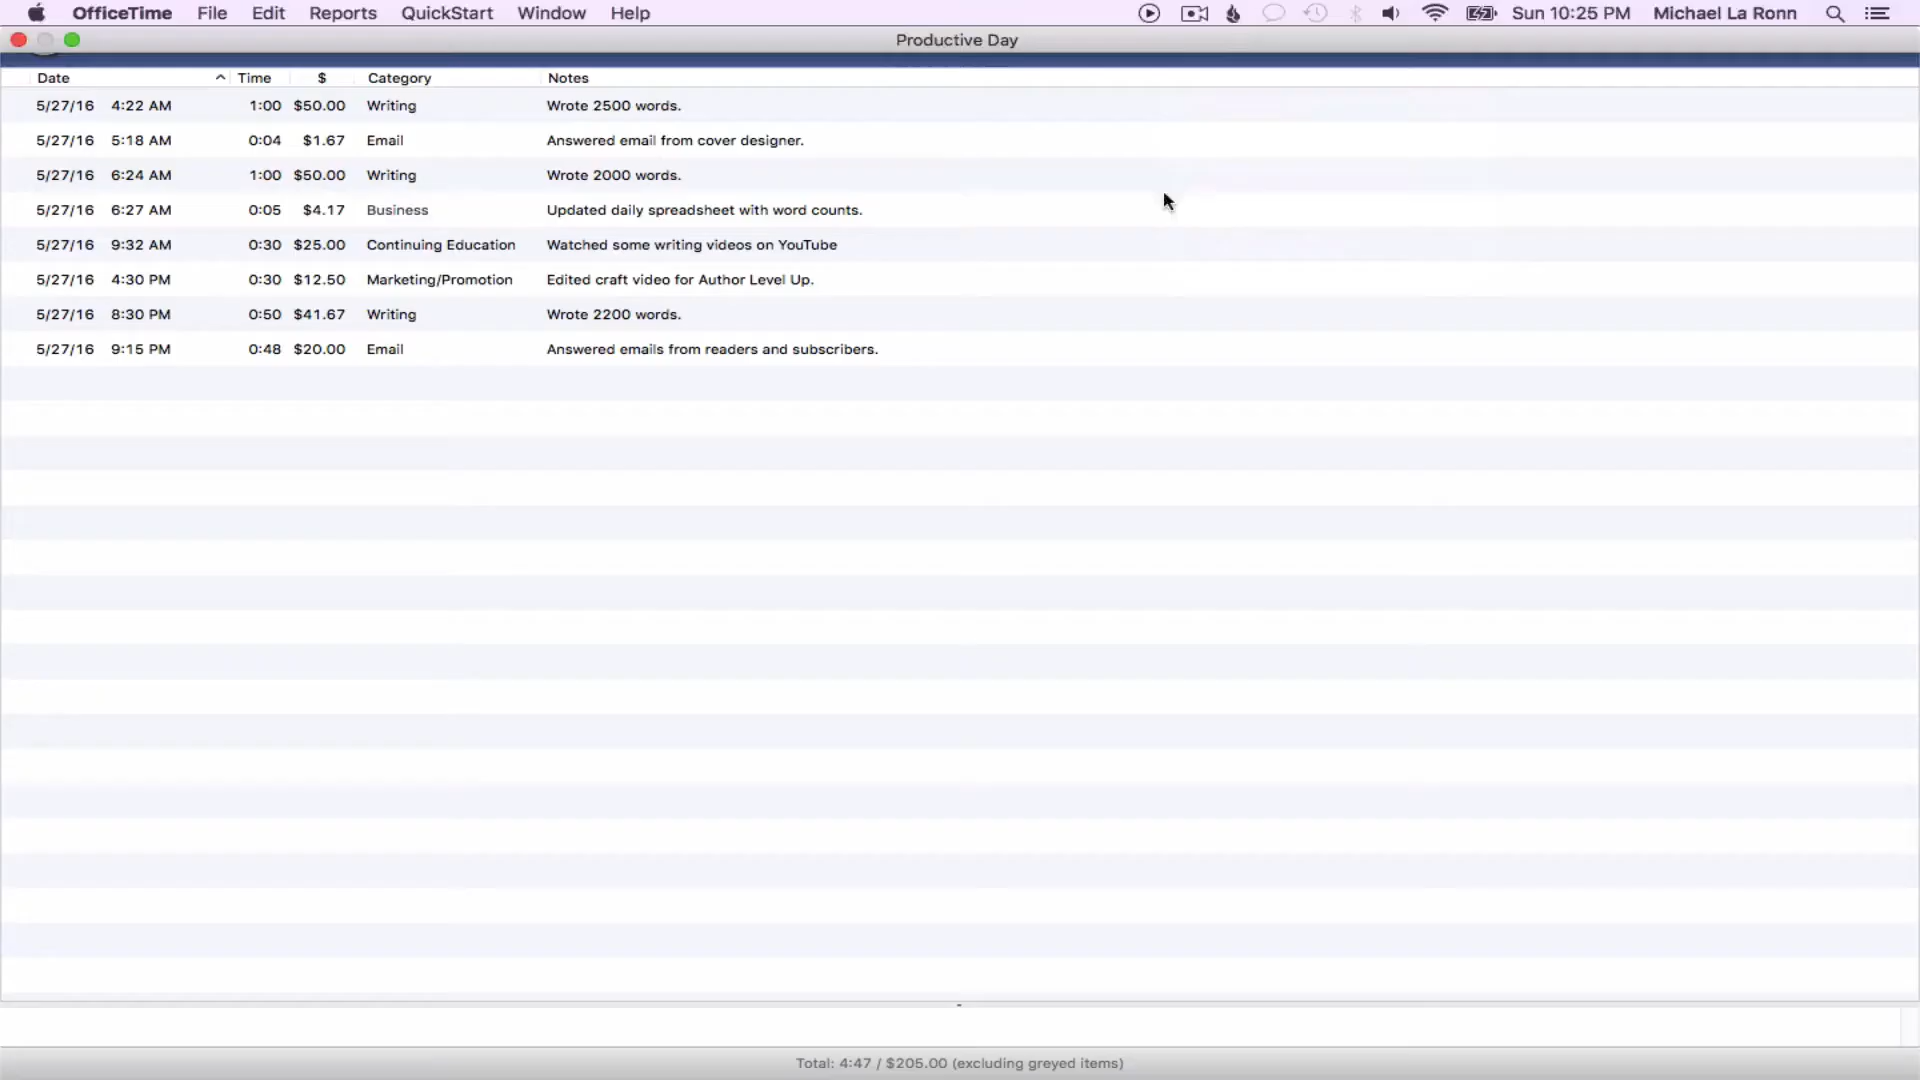 OfficeTime File Edit Reports QuickStart Window Help Sun 10:25 PM Michael La Ronn
Productive Day
Date Time $ Category Notes
5/27/16 4:22 AM 1:00 $50.00 Writing Wrote 2500 words.
5/27/16 5:18 AM 0:04 $1.67 Email Answered email from cover designer.
5/27/16 6:24 AM 1:00 $50.00 Writing Wrote 2000 words.
5/27/16 6:27 AM 0:05 $4.17 Business Updated daily spreadsheet with word counts.
5/27/16 9:32 AM 0:30 $25.00 Continuing Education Watched some writing videos on YouTube
5/27/16 4:30 PM 0:30 $12.50 Marketing/Promotion Edited craft video for Author Level Up.
5/27/16 8:30 PM 0:50 $41.67 Writing Wrote 2200 words.
5/27/16 9:15 PM 0:48 $20.00 Email Answered emails from readers and subscribers.
Total: 4:47 / $205.00 (excluding greyed items)